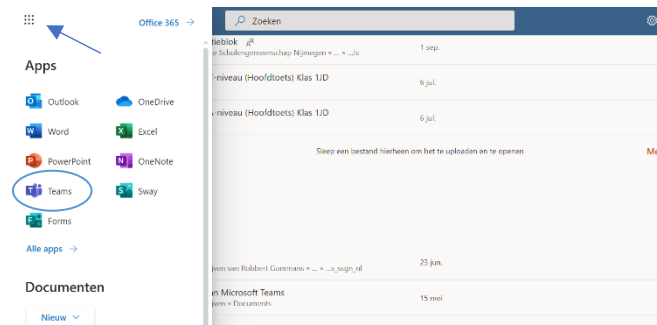 Office 365 →
Zoeken
Apps
Outlook
OneDrive
Word
Excel
PowerPoint
OneNote
Teams
Sway
Forms
Alle apps →
Documenten
Nieuw
tieblok
e Scholengemeenschap Nijmegen » ... » ...ls
1 sep.
-niveau (Hoofdtoets) Klas 1JD
6 jul.
-niveau (Hoofdtoets) Klas 1JD
6 jul.
Sleep een bestand hierheen om het te uploaden en te openen
Me
ijven van Robbert Gommans » ... » ...s_ssgn_nl
23 jun.
n Microsoft Teams
ijven » Documents
15 mei